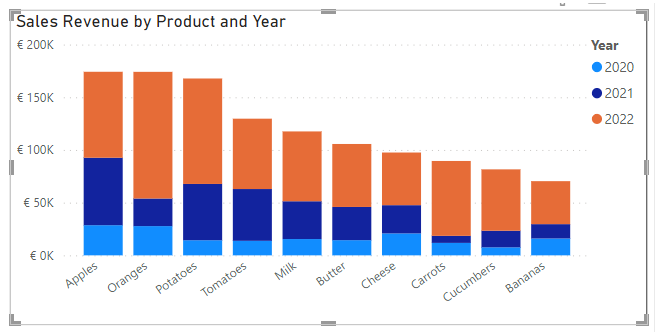 Sales Revenue by Product and Year
€ 200K
€ 150K
€ 100K
€ 50K
€ 0K
Apples
Oranges
Potatoes
Tomatoes
Milk
Butter
Cheese
Carrots
Cucumbers
Bananas
Year
2020
2021
2022